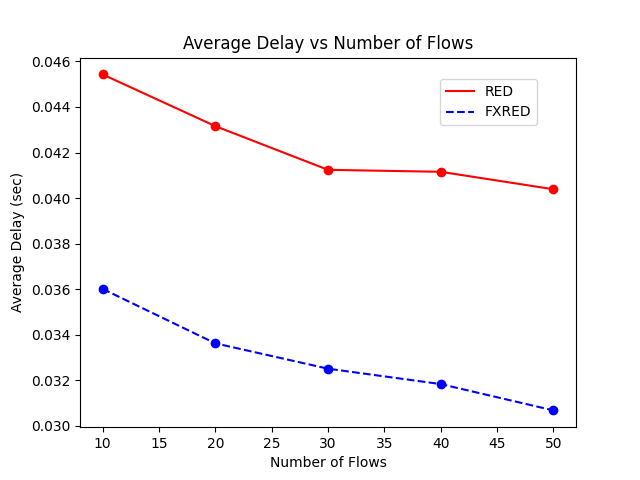 Average Delay vs Number of Flows
0.046
0.044
0.042
0.040
0.038
0.036
0.034
0.032
0.030
Average Delay (sec)
RED
FXRED
10 15 20 25 30 35 40 45 50
Number of Flows